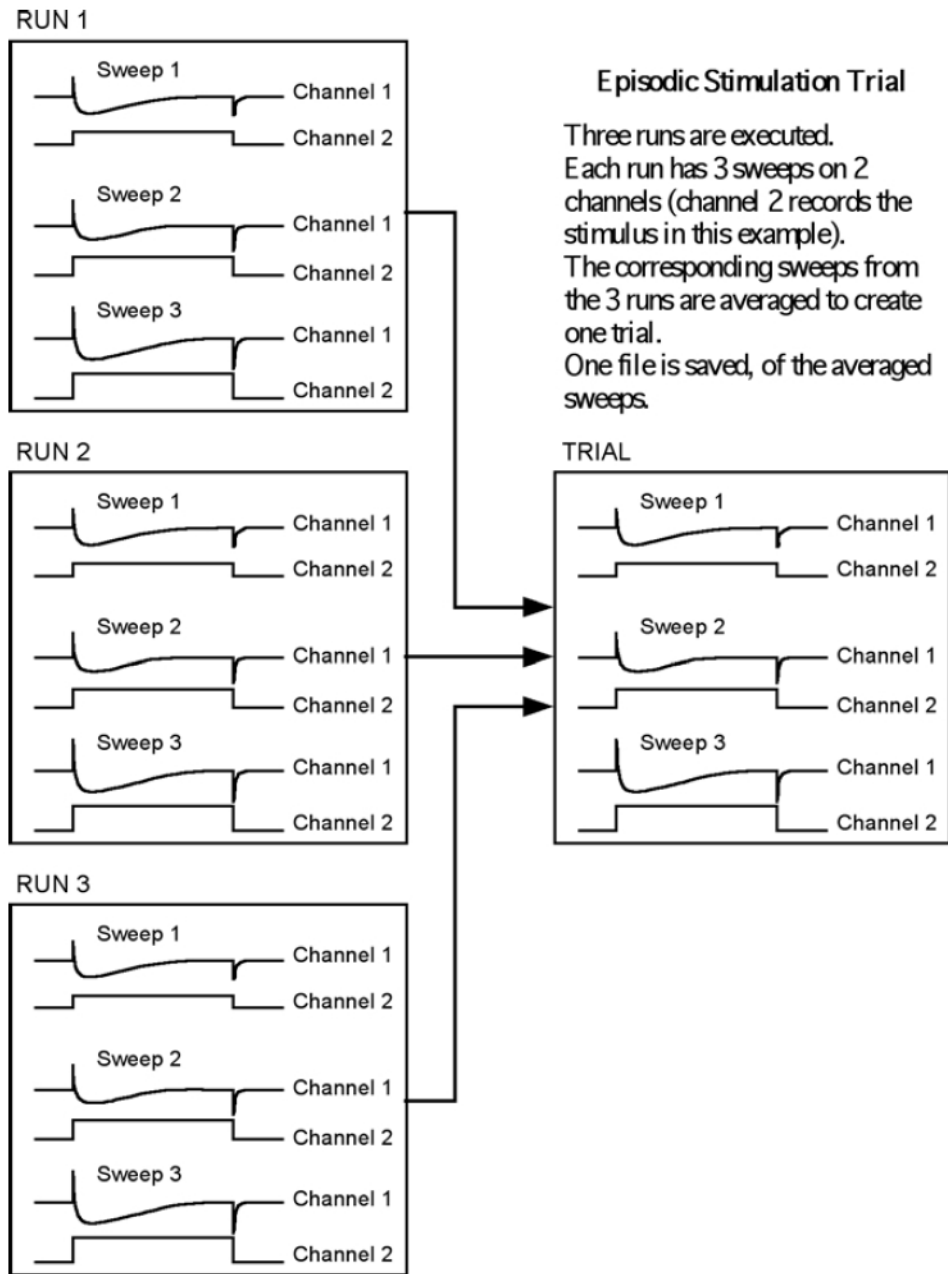 RUN 1
Sweep 1
Channel 1
Channel 2
Sweep 2
Channel 1
Channel 2
Sweep 3
Channel 1
Channel 2
Episodic Stimulation Trial
Three runs are executed.
Each run has 3 sweeps on 2
channels (channel 2 records the
stimulus in this example).
The corresponding sweeps from
the 3 runs are averaged to create
one trial.
One file is saved, of the averaged
sweeps.
RUN 2
Sweep 1
Channel 1
Channel 2
Sweep 2
Channel 1
Channel 2
Sweep 3
Channel 1
Channel 2
TRIAL
Sweep 1
Channel 1
Channel 2
Sweep 2
Channel 1
Channel 2
Sweep 3
Channel 1
Channel 2
RUN 3
Sweep 1
Channel 1
Channel 2
Sweep 2
Channel 1
Channel 2
Sweep 3
Channel 1
Channel 2